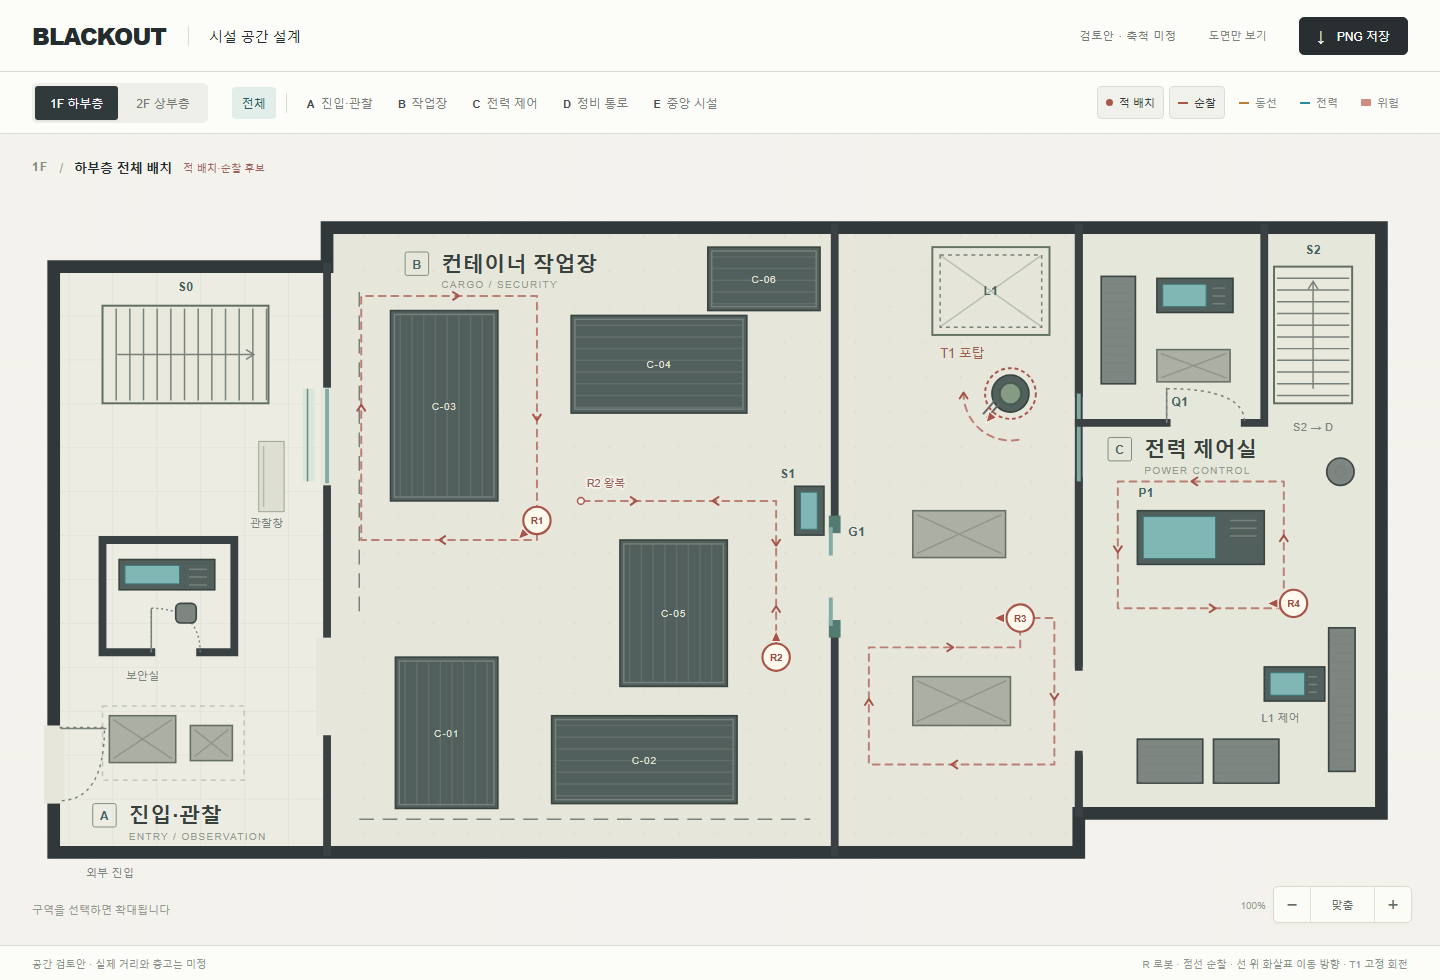 BLACKOUT
시설 공간 설계
검토안 · 축척 미정
도면만 보기
↓ PNG 저장
1F 하부층
2F 상부층
전체
A 진입·관찰
B 작업장
C 전력 제어
D 정비 통로
E 중앙 시설
적 배치
순찰
동선
전력
위험
1F / 하부층 전체 배치 적 배치·순찰 후보
S0
B 컨테이너 작업장
CARGO / SECURITY
C-06
L1
S2
T1 포탑
C-04
C-03
Q1
S2 → D
C 전력 제어실
POWER CONTROL
S1
R2 왕복
P1
관찰창
R1
G1
R4
C-05
R3
R2
보안실
L1 제어
C-01
C-02
A 진입·관찰
ENTRY / OBSERVATION
외부 진입
구역을 선택하면 확대됩니다
100% − 맞춤 +
공간 검토안 · 실제 거리와 층고는 미정
R 로봇 · 점선 순찰 · 선 위 화살표 이동 방향 · T1 고정 회전